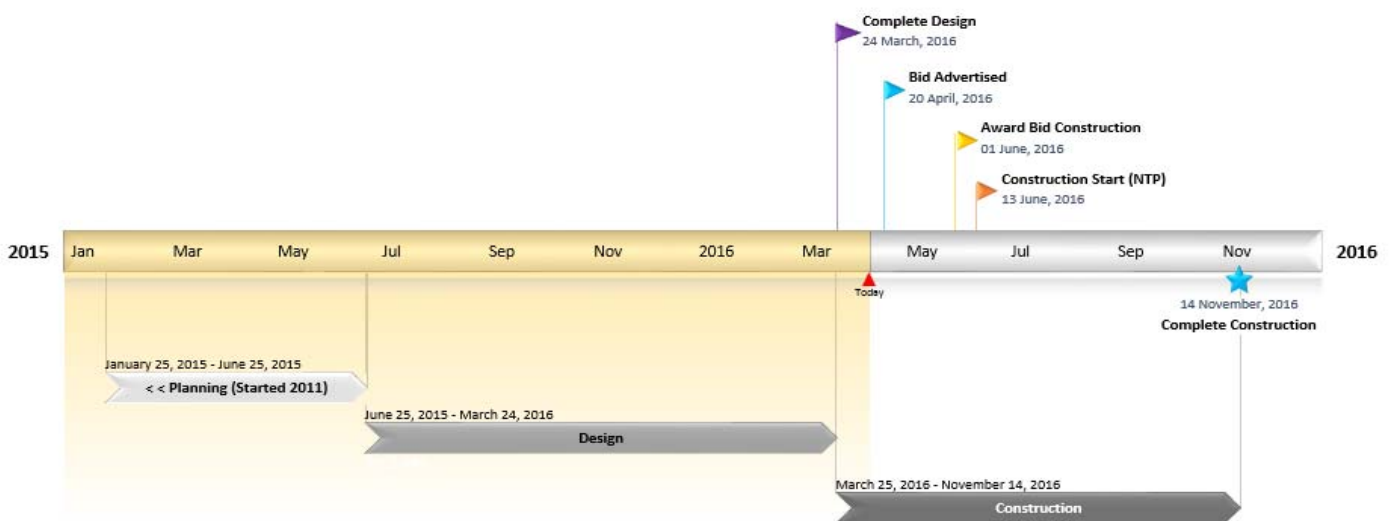 Complete Design
24 March, 2016
Bid Advertised
20 April, 2016
Award Bid Construction
01 June, 2016
Construction Start (NTP)
13 June, 2016
2015 Jan Mar May Jul Sep Nov 2016 Mar May Jul Sep Nov 2016
Today
14 November, 2016
Complete Construction
January 25, 2015 - June 25, 2015
< < Planning (Started 2011)
June 25, 2015 - March 24, 2016
Design
March 25, 2016 - November 14, 2016
Construction